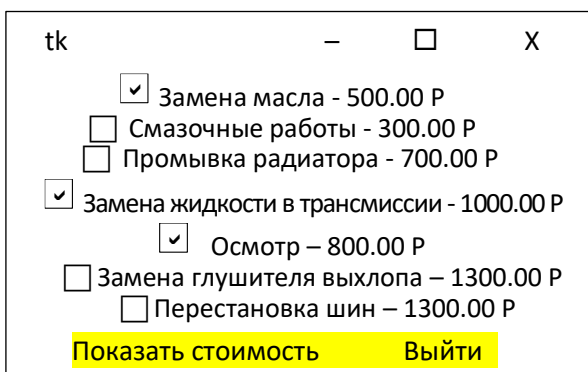 tk – □ X
Замена масла - 500.00 Р
Смазочные работы - 300.00 Р
Промывка радиатора - 700.00 Р
Замена жидкости в трансмиссии - 1000.00 Р
Осмотр – 800.00 Р
Замена глушителя выхлопа – 1300.00 Р
Перестановка шин – 1300.00 Р
Показать стоимость Выйти